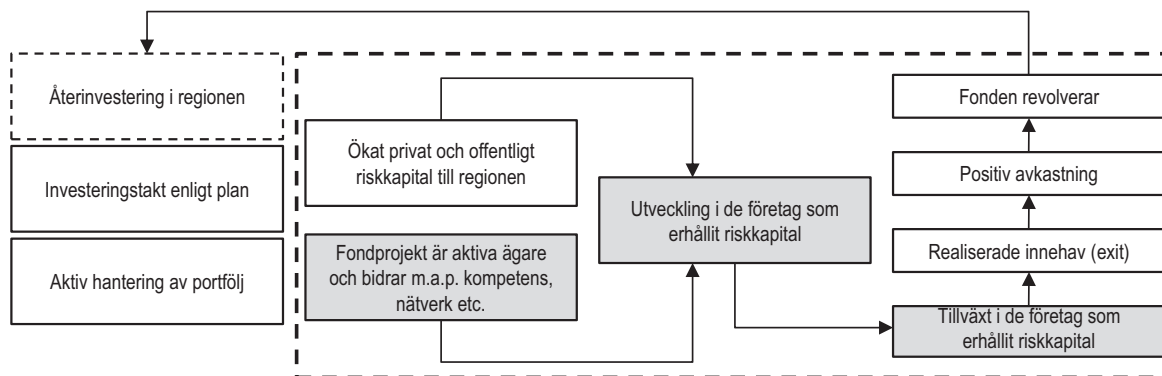 Återinvestering i regionen
Investeringstakt enligt plan
Aktiv hantering av portfölj
Ökat privat och offentligt
riskkapital till regionen
Fondprojekt är aktiva ägare
och bidrar m.a.p. kompetens,
nätverk etc.
Utveckling i de företag som
erhållit riskkapital
Fonden revolverar
Positiv avkastning
Realiserade innehav (exit)
Tillväxt i de företag som
erhållit riskkapital